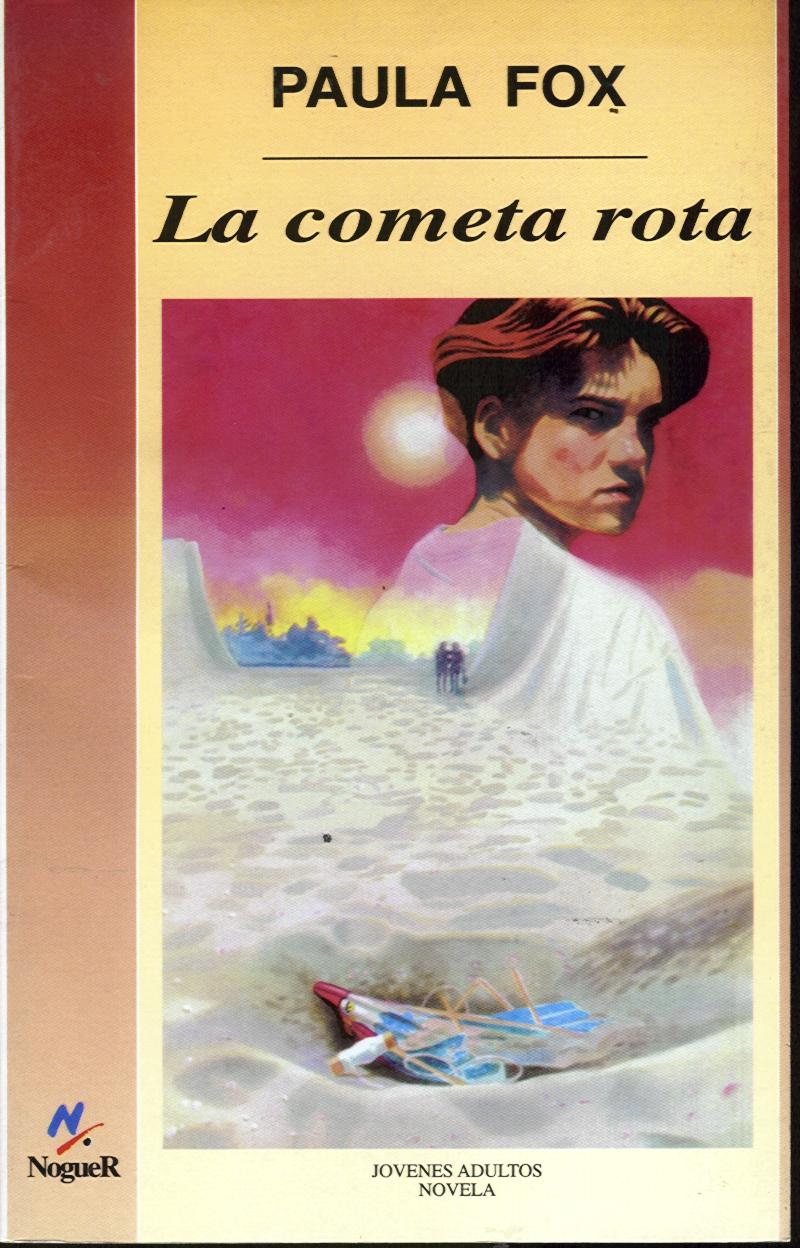 PAULA FOX
La cometa rota
NogueR
JOVENES ADULTOS
NOVELA